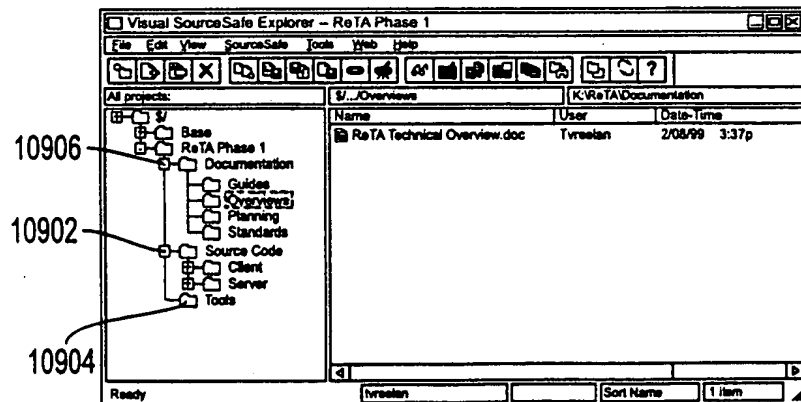 Visual SourceSafe Explorer – ReTA Phase 1
File Edit View SourceSafe Tools Web Help
All projects:
$/.../Overviews
K:\ReTA\Documentation
$/
Base
ReTA Phase 1
Documentation
Guides
Overviews
Planning
Standards
Source Code
Client
Server
Tools
Name User Date-Time
ReTA Technical Overview.doc Tvreelan 2/08/99 3:37p
10906
10902
10904
Ready tvreelan Sort Name 1 item